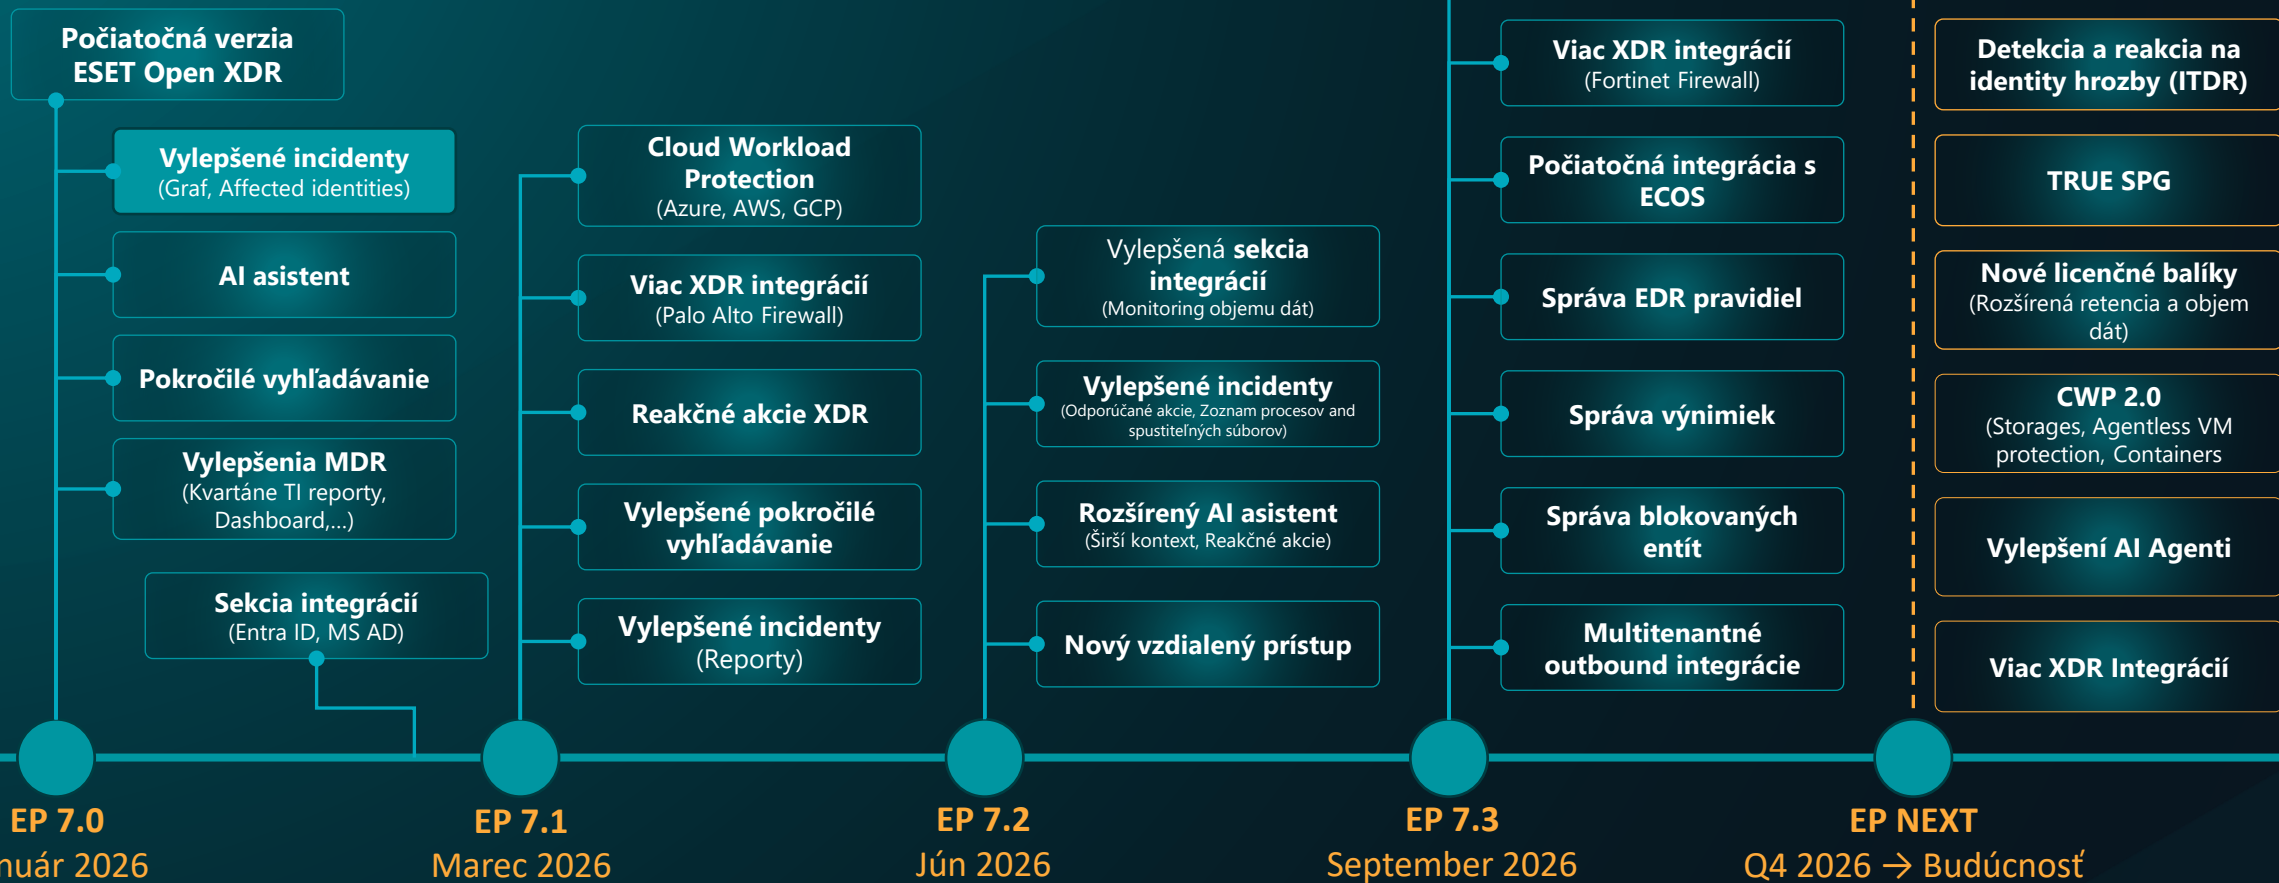 Počiatočná verzia
ESET Open XDR
Vylepšené incidenty
(Graf, Affected identities)
AI asistent
Pokročilé vyhľadávanie
Vylepšenia MDR
(Kvartáne TI reporty,
Dashboard,...)
Sekcia integrácií
(Entra ID, MS AD)
Cloud Workload
Protection
(Azure, AWS, GCP)
Viac XDR integrácií
(Palo Alto Firewall)
Reakčné akcie XDR
Vylepšené pokročilé
vyhľadávanie
Vylepšené incidenty
(Reporty)
Vylepšená sekcia
integrácií
(Monitoring objemu dát)
Vylepšené incidenty
(Odporúčané akcie, Zoznam procesov and
spustiteľných súborov)
Rozšírený AI asistent
(Širší kontext, Reakčné akcie)
Nový vzdialený prístup
Viac XDR integrácií
(Fortinet Firewall)
Počiatočná integrácia s
ECOS
Správa EDR pravidiel
Správa výnimiek
Správa blokovaných
entít
Multitenantné
outbound integrácie
Detekcia a reakcia na
identity hrozby (ITDR)
TRUE SPG
Nové licenčné balíky
(Rozšírená retencia a objem
dát)
CWP 2.0
(Storages, Agentless VM
protection, Containers
Vylepšení AI Agenti
Viac XDR Integrácií
EP 7.0
nuár 2026
EP 7.1
Marec 2026
EP 7.2
Jún 2026
EP 7.3
September 2026
EP NEXT
Q4 2026 → Budúcnosť